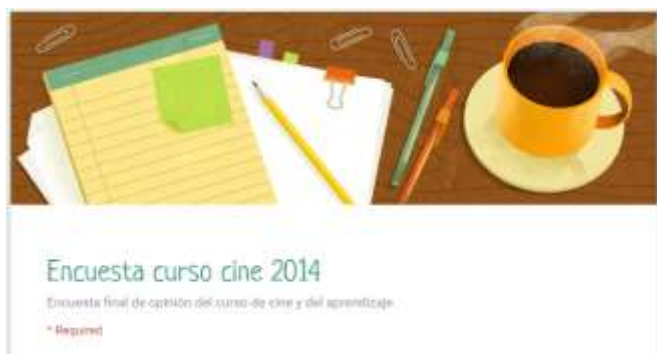 Encuesta curso cine 2014
Encuesta final de opinión del curso de cine y del aprendizaje
* Required